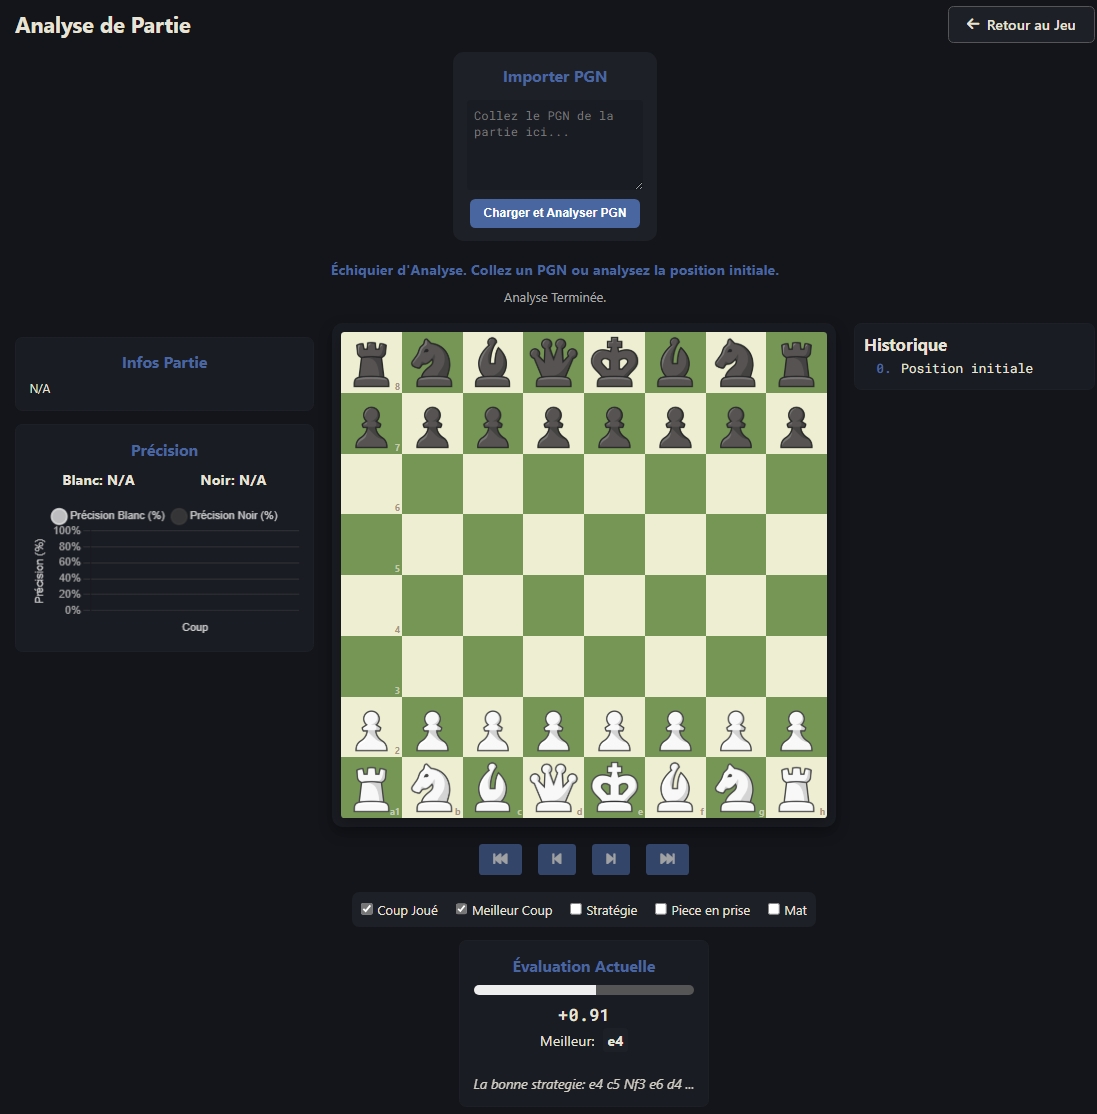 Analyse de Partie
Retour au Jeu
Importer PGN
Collez le PGN de la
partie ici...
Charger et Analyser PGN
Échiquier d'Analyse. Collez un PGN ou analysez la position initiale.
Analyse Terminée.
Infos Partie
N/A
Précision
Blanc: N/A
Noir: N/A
Précision Blanc (%)
Précision Noir (%)
100%
80%
60%
40%
20%
0%
Précision (%)
Coup
8
7
6
5
4
3
2
a1
b
c
d
e
f
g
h
Historique
0. Position initiale
Coup Joué
Meilleur Coup
Stratégie
Piece en prise
Mat
Évaluation Actuelle
+0.91
Meilleur: e4
La bonne strategie: e4 c5 Nf3 e6 d4 ...